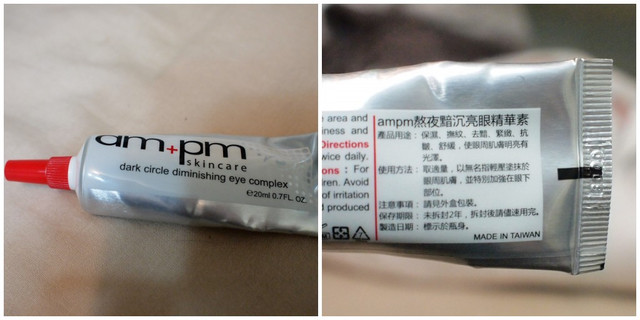 am+pm
skincare
dark circle diminishing eye complex
℮20ml 0.7FL. OZ.
e area and
iness and
Directions
wice daily.
ons : For
ren. Avoid
of irritation
d produced
ampm熬夜黯沉亮眼精華素
產品用途： 保濕、撫紋、去黯、緊緻、抗
皺、舒緩，使眼周肌膚明亮有
光澤。
使用方法： 取適量，以無名指輕壓塗抹於
眼周肌膚，並特別加強在眼下
部位。
注意事項： 請見外盒包裝。
保存期限： 未拆封2年，拆封後請儘速用完。
製造日期： 標示於瓶身。
MADE IN TAIWAN